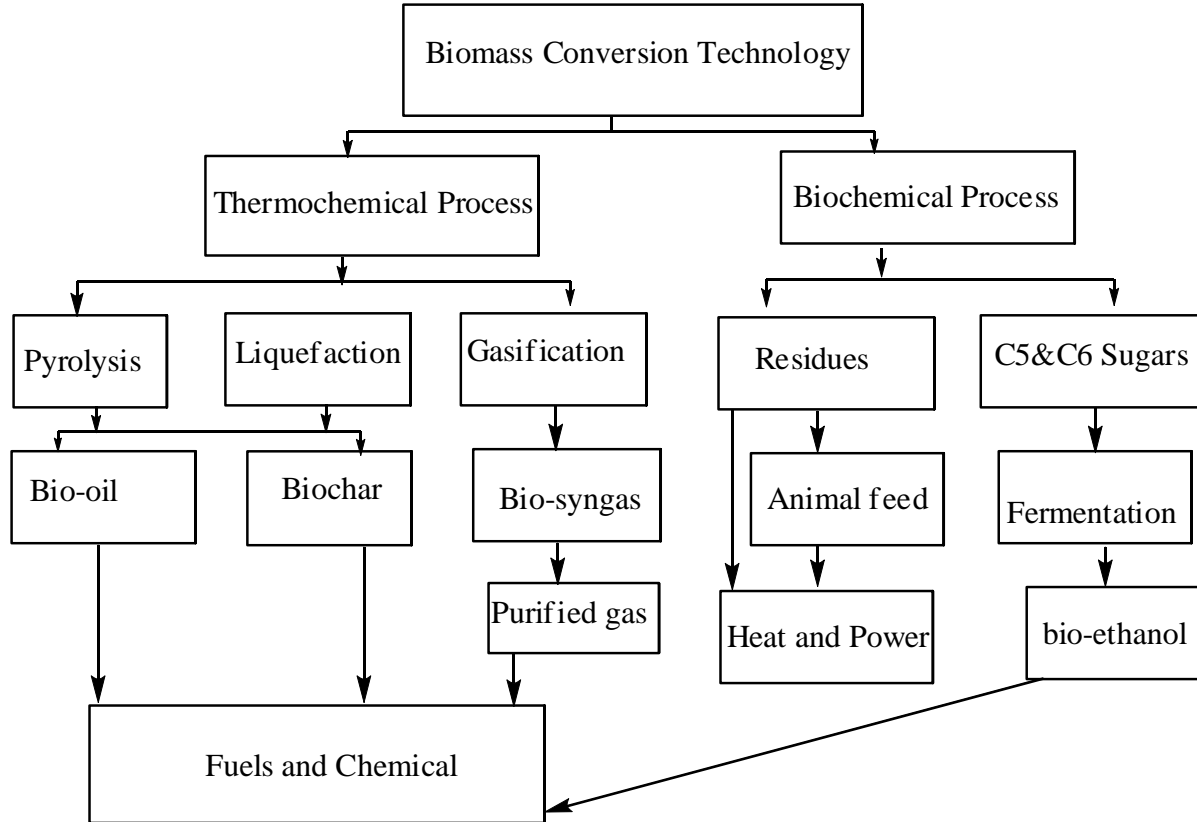 Biomass Conversion Technology
Thermochemical Process
Biochemical Process
Pyrolysis
Liquefaction
Gasification
Residues
C5&C6 Sugars
Bio-oil
Biochar
Bio-syngas
Animal feed
Fermentation
Purified gas
Heat and Power
bio-ethanol
Fuels and Chemical